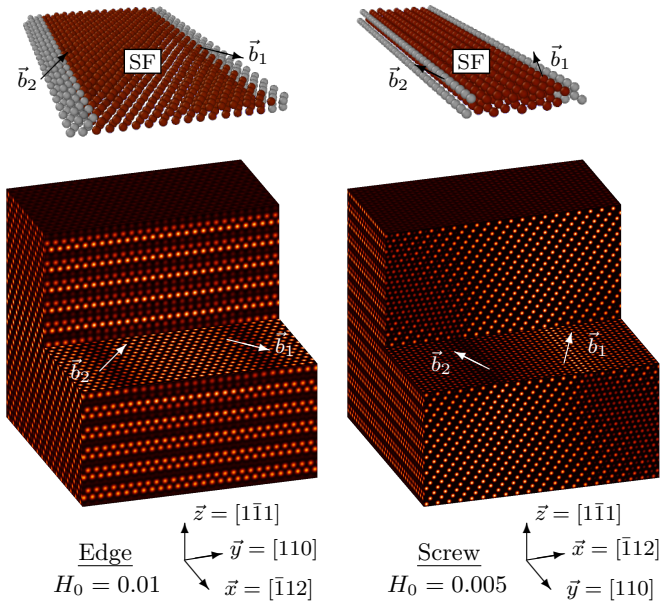 SF
b⃗₁
b⃗₂
SF
b⃗₁
b⃗₂
b⃗₂
b⃗₁
b⃗₂
b⃗₁
z⃗ = [11̄1]
y⃗ = [110]
x⃗ = [1̄12]
Edge
H₀ = 0.01
z⃗ = [11̄1]
x⃗ = [1̄12]
y⃗ = [110]
Screw
H₀ = 0.005